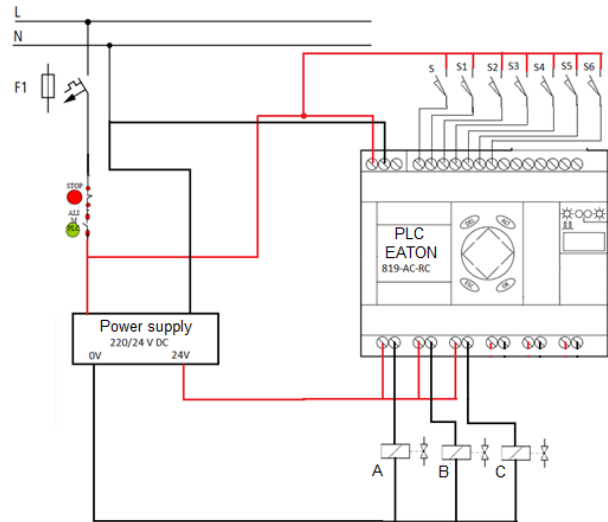 L
N
F1
S
S1
S2
S3
S4
S5
S6
STOP
ALI
M
PLC
PLC
EATON
819-AC-RC
DEL
ALT
ESC
OK
Power supply
220/24 V DC
0V
24V
A
B
C